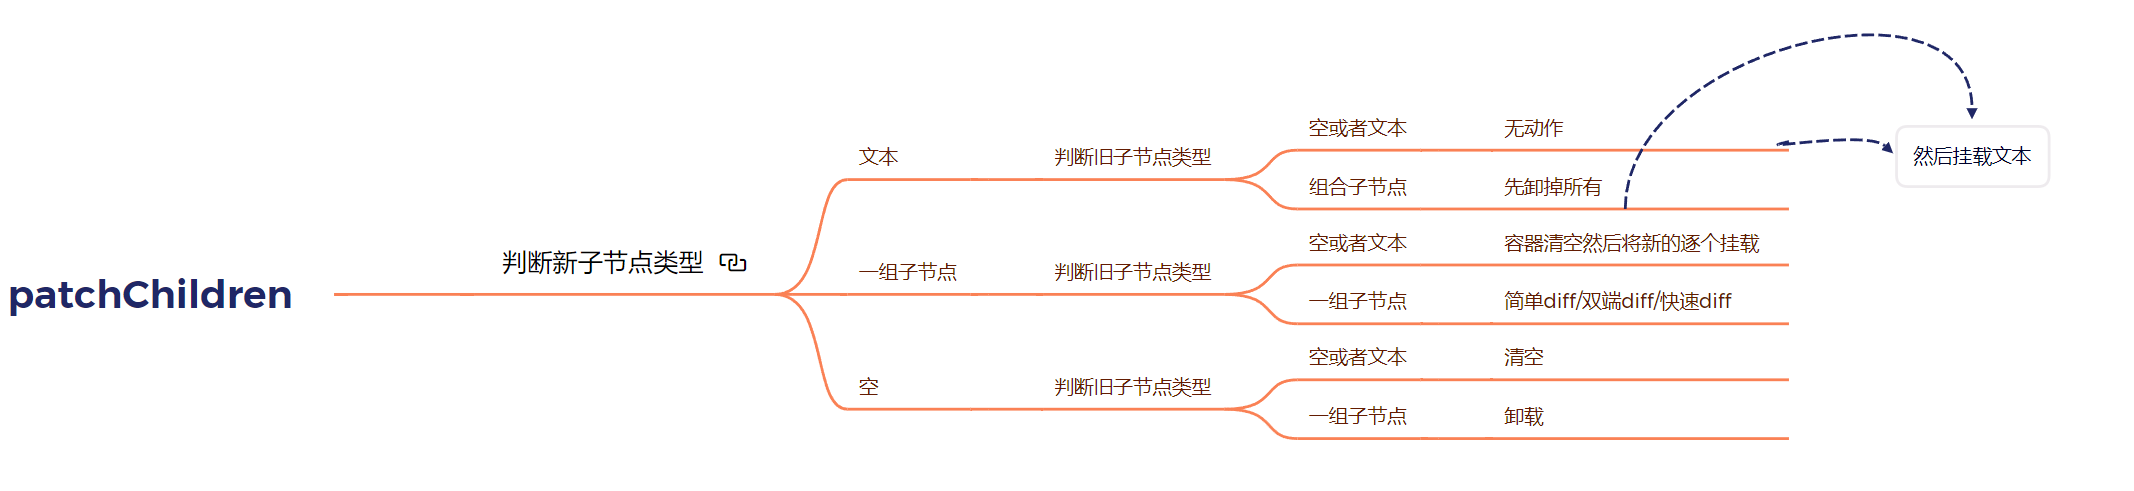 patchChildren
判断新子节点类型
文本
判断旧子节点类型
空或者文本
无动作
组合子节点
先卸掉所有
然后挂载文本
一组子节点
判断旧子节点类型
空或者文本
容器清空然后将新的逐个挂载
一组子节点
简单diff/双端diff/快速diff
空
判断旧子节点类型
空或者文本
清空
一组子节点
卸载